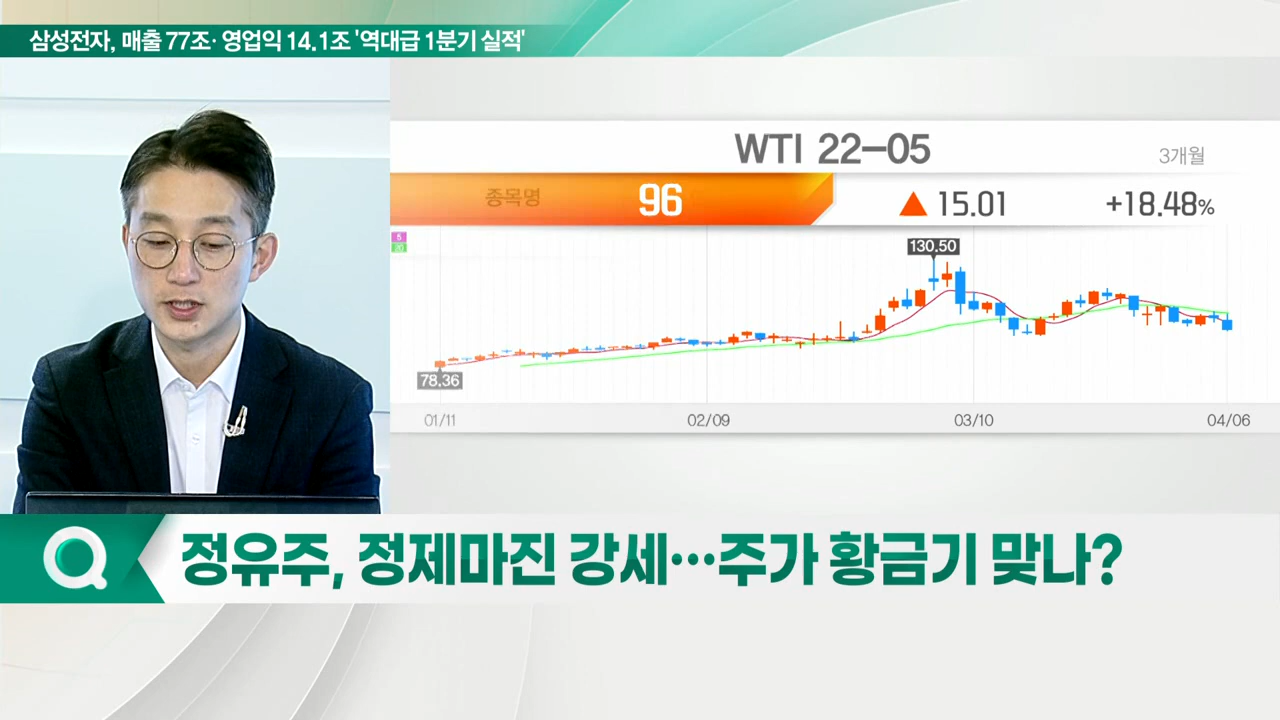 삼성전자, 매출 77조·영업익 14.1조 '역대급 1분기 실적'
WTI 22-05
3개월
종목명 96 ▲ 15.01 +18.48%
5
20
130.50
78.36
01/11 02/09 03/10 04/06
정유주, 정제마진 강세…주가 황금기 맞나?